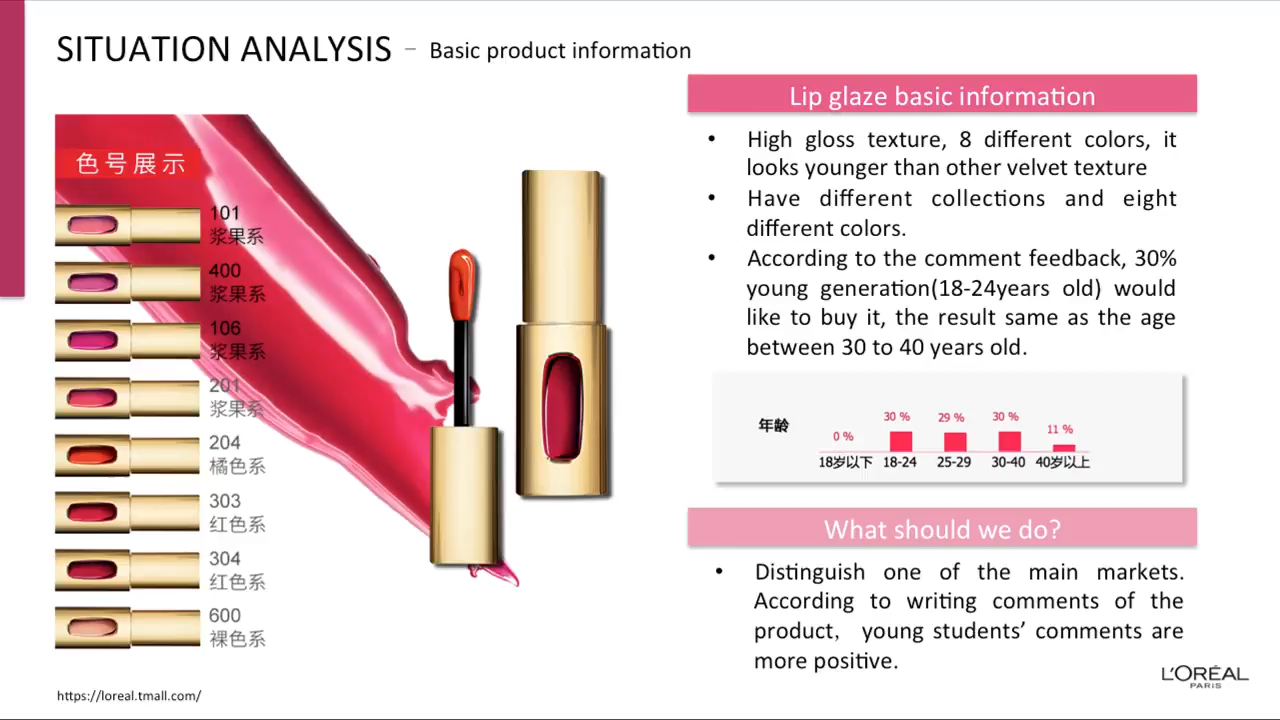 SITUATION ANALYSIS – Basic product information
色号展示
101
浆果系
400
浆果系
106
浆果系
201
浆果系
204
橘色系
303
红色系
304
红色系
600
裸色系
https://loreal.tmall.com/
Lip glaze basic information
• High gloss texture, 8 different colors, it
looks younger than other velvet texture
• Have different collections and eight
different colors.
• According to the comment feedback, 30%
young generation(18-24years old) would
like to buy it, the result same as the age
between 30 to 40 years old.
年龄
0 % 30 % 29 % 30 % 11 %
18岁以下 18-24 25-29 30-40 40岁以上
What should we do?
• Distinguish one of the main markets.
According to writing comments of the
product， young students’ comments are
more positive.
L'ORÉAL
PARIS